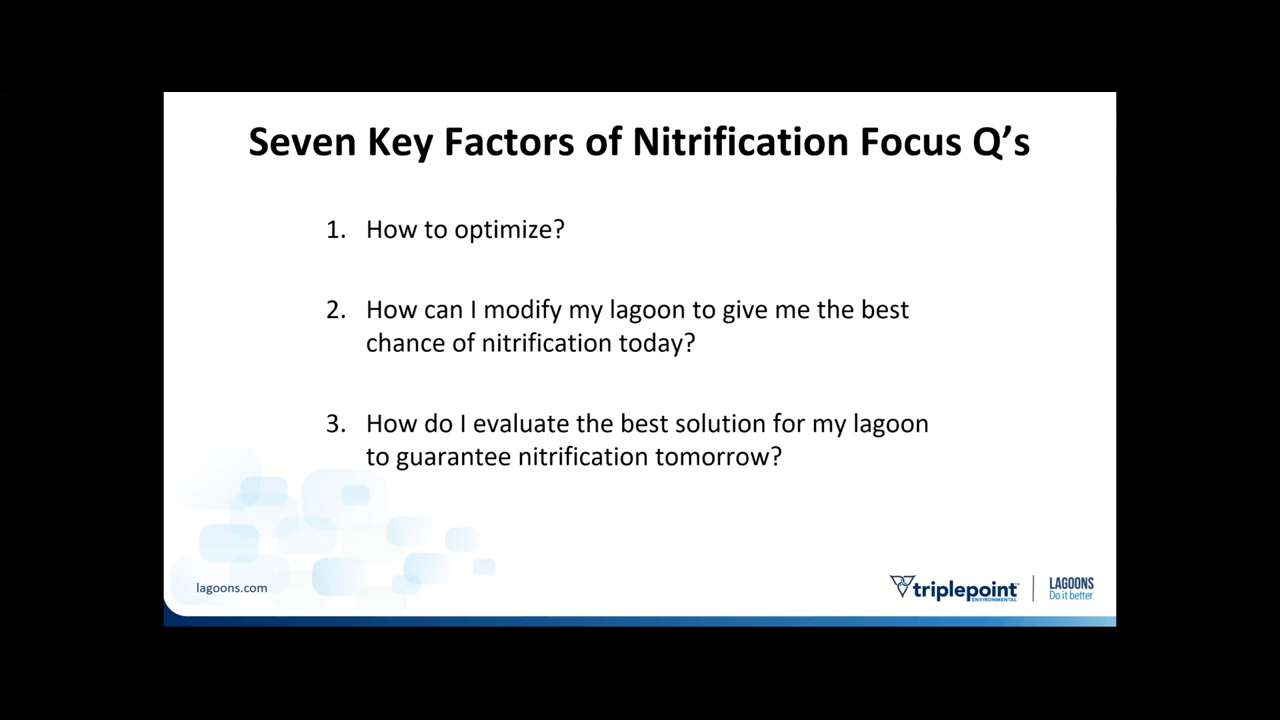 Seven Key Factors of Nitrification Focus Q’s
1. How to optimize?
2. How can I modify my lagoon to give me the best
chance of nitrification today?
3. How do I evaluate the best solution for my lagoon
to guarantee nitrification tomorrow?
lagoons.com
triplepoint™
ENVIRONMENTAL
LAGOONS
Do it better.